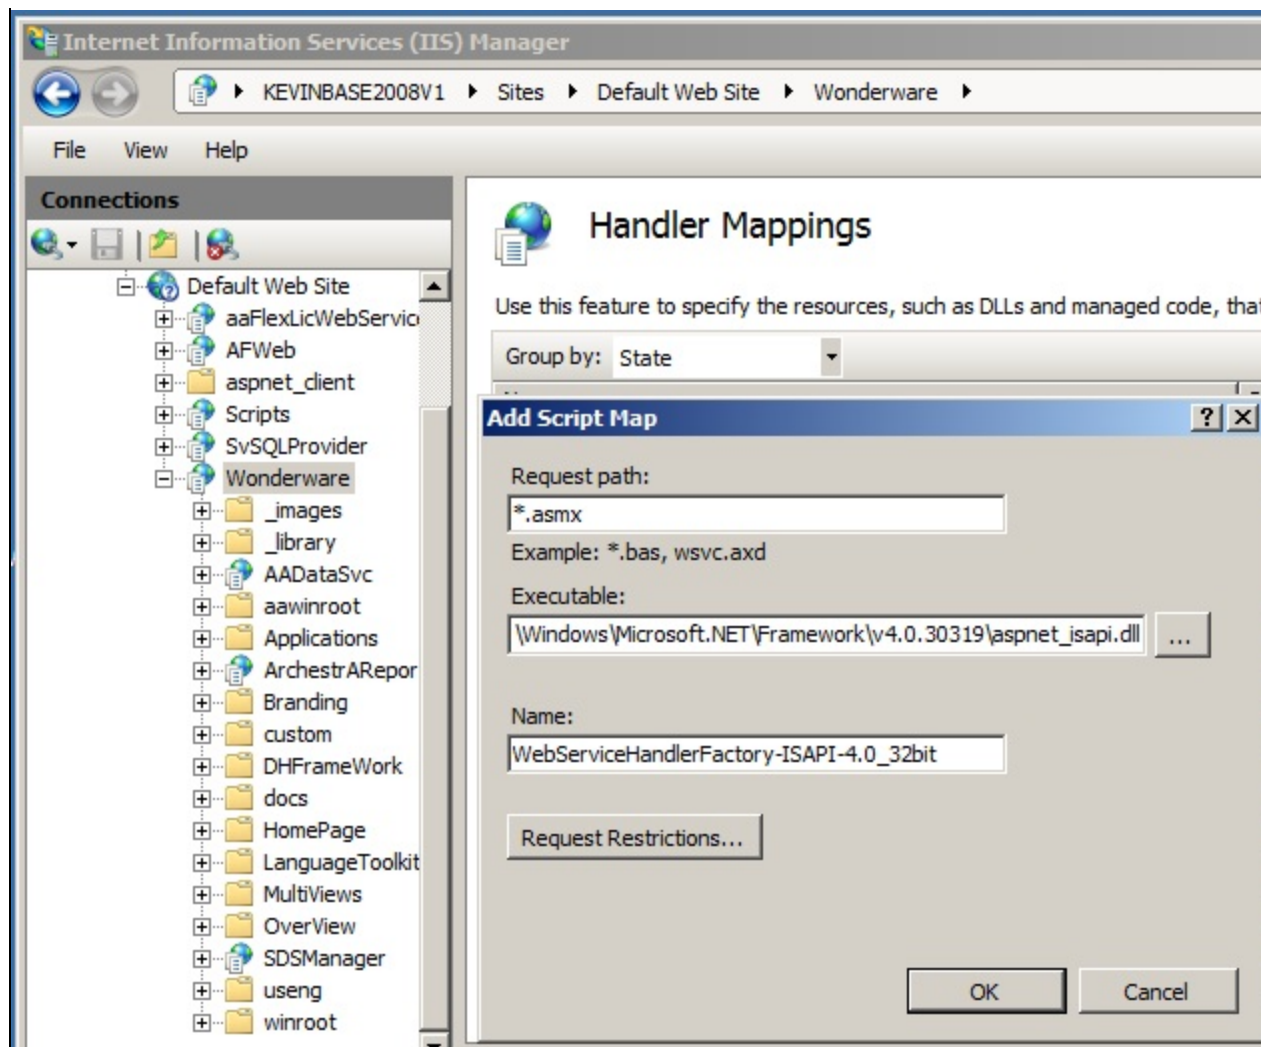 Internet Information Services (IIS) Manager
KEVINBASE2008V1 Sites Default Web Site Wonderware
File View Help
Connections
Default Web Site
aaFlexLicWebService
AFWeb
aspnet_client
Scripts
SvSQLProvider
Wonderware
_images
_library
AADataSvc
aawinroot
Applications
ArchestrARepor
Branding
custom
DHFrameWork
docs
HomePage
LanguageToolkit
MultiViews
OverView
SDSManager
useng
winroot
Handler Mappings
Use this feature to specify the resources, such as DLLs and managed code, that
Group by: State
Add Script Map
Request path:
*.asmx
Example: *.bas, wsvc.axd
Executable:
\Windows\Microsoft.NET\Framework\v4.0.30319\aspnet_isapi.dll ...
Name:
WebServiceHandlerFactory-ISAPI-4.0_32bit
Request Restrictions...
OK Cancel